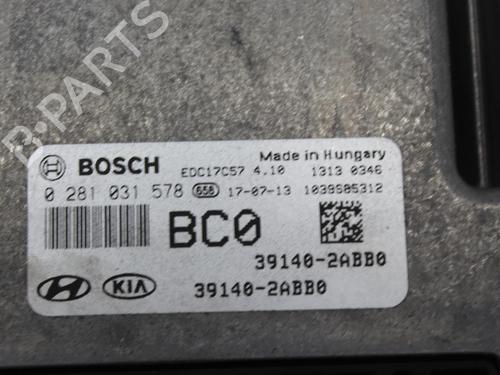 B-PARTS
BOSCH EDC17C57 4.10 Made in Hungary 1313 0346
0 281 031 578 658 17-07-13 1039S85312
BC0
39140-2ABB0
KIA 39140-2ABB0